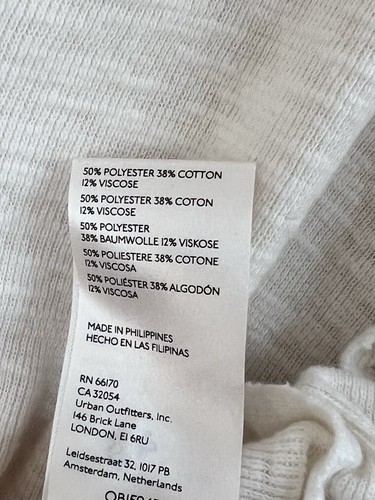 50% POLYESTER 38% COTTON
12% VISCOSE
50% POLYESTER 38% COTON
12% VISCOSE
50% POLYESTER
38% BAUMWOLLE 12% VISKOSE
50% POLIESTERE 38% COTONE
12% VISCOSA
50% POLIÉSTER 38% ALGODÓN
12% VISCOSA
MADE IN PHILIPPINES
HECHO EN LAS FILIPINAS
RN 66170
CA 32054
Urban Outfitters, Inc.
146 Brick Lane
LONDON, E1 6RU
Leidsestraat 32, 1017 PB
Amsterdam, Netherlands